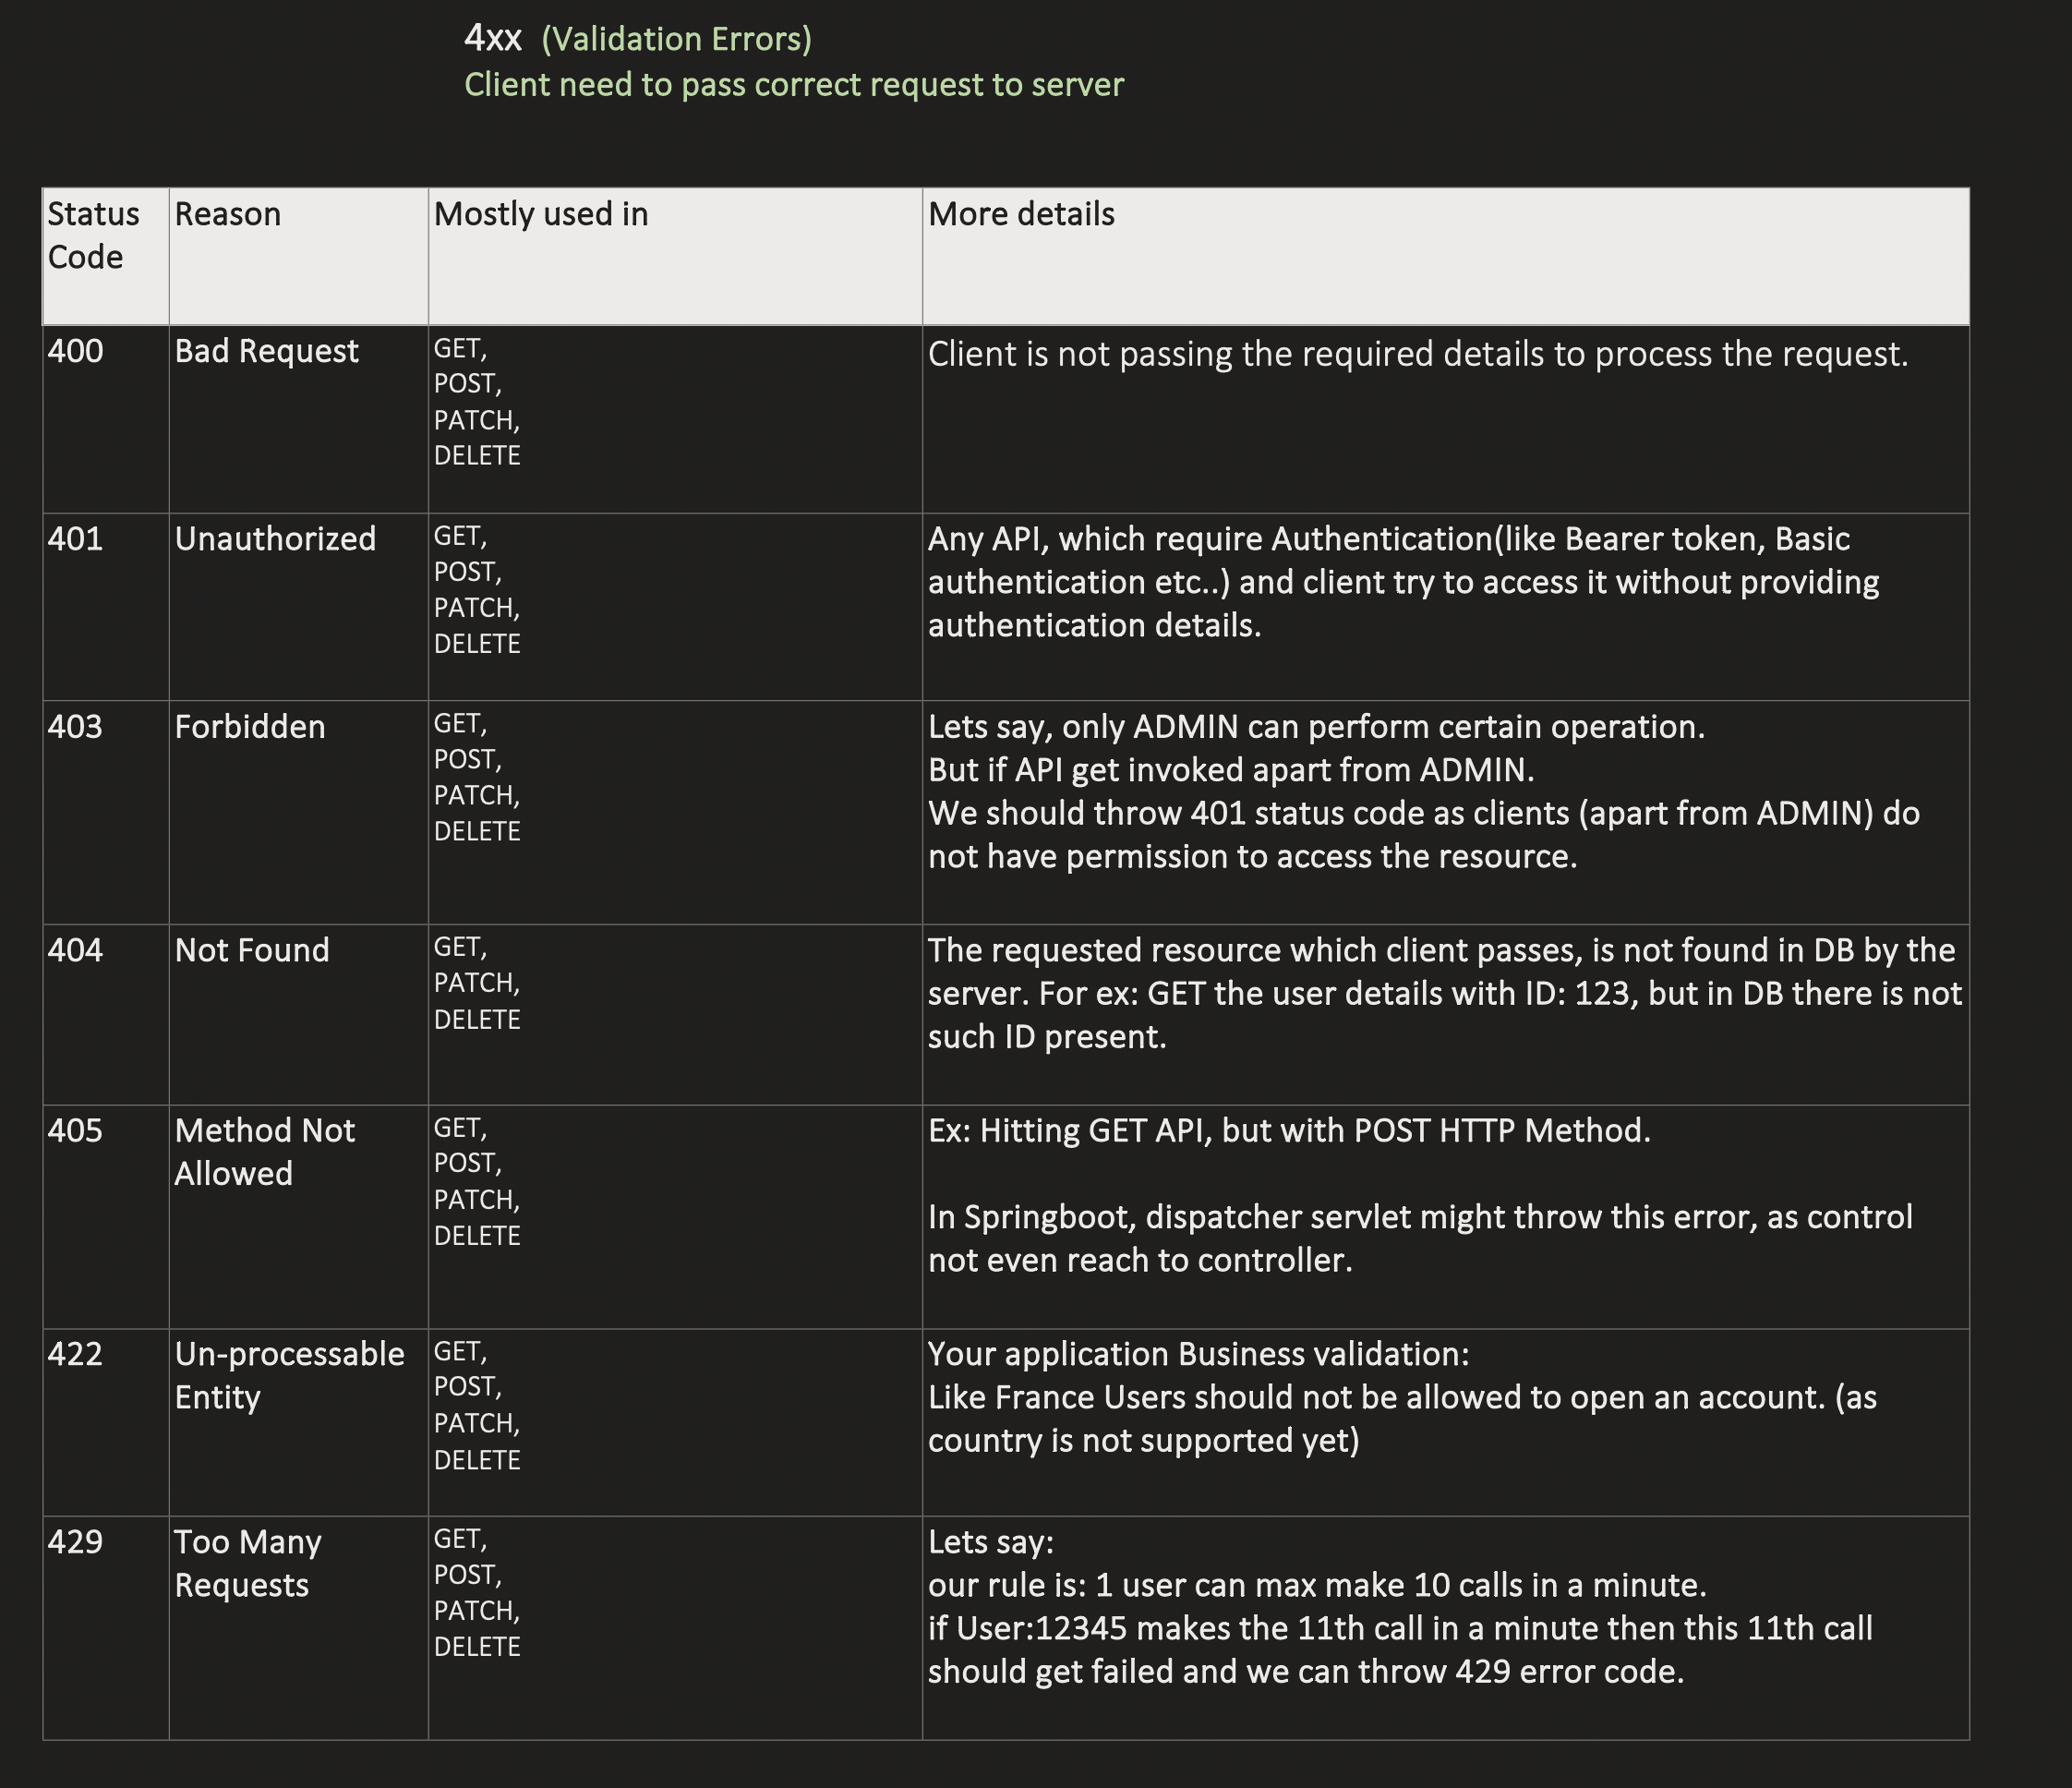 4xx (Validation Errors)
Client need to pass correct request to server
Status
Code
Reason
Mostly used in
More details
400
Bad Request
GET,
POST,
PATCH,
DELETE
Client is not passing the required details to process the request.
401
Unauthorized
GET,
POST,
PATCH,
DELETE
Any API, which require Authentication(like Bearer token, Basic
authentication etc..) and client try to access it without providing
authentication details.
403
Forbidden
GET,
POST,
PATCH,
DELETE
Lets say, only ADMIN can perform certain operation.
But if API get invoked apart from ADMIN.
We should throw 401 status code as clients (apart from ADMIN) do
not have permission to access the resource.
404
Not Found
GET,
PATCH,
DELETE
The requested resource which client passes, is not found in DB by the
server. For ex: GET the user details with ID: 123, but in DB there is not
such ID present.
405
Method Not
Allowed
GET,
POST,
PATCH,
DELETE
Ex: Hitting GET API, but with POST HTTP Method.
In Springboot, dispatcher servlet might throw this error, as control
not even reach to controller.
422
Un-processable
Entity
GET,
POST,
PATCH,
DELETE
Your application Business validation:
Like France Users should not be allowed to open an account. (as
country is not supported yet)
429
Too Many
Requests
GET,
POST,
PATCH,
DELETE
Lets say:
our rule is: 1 user can max make 10 calls in a minute.
if User:12345 makes the 11th call in a minute then this 11th call
should get failed and we can throw 429 error code.